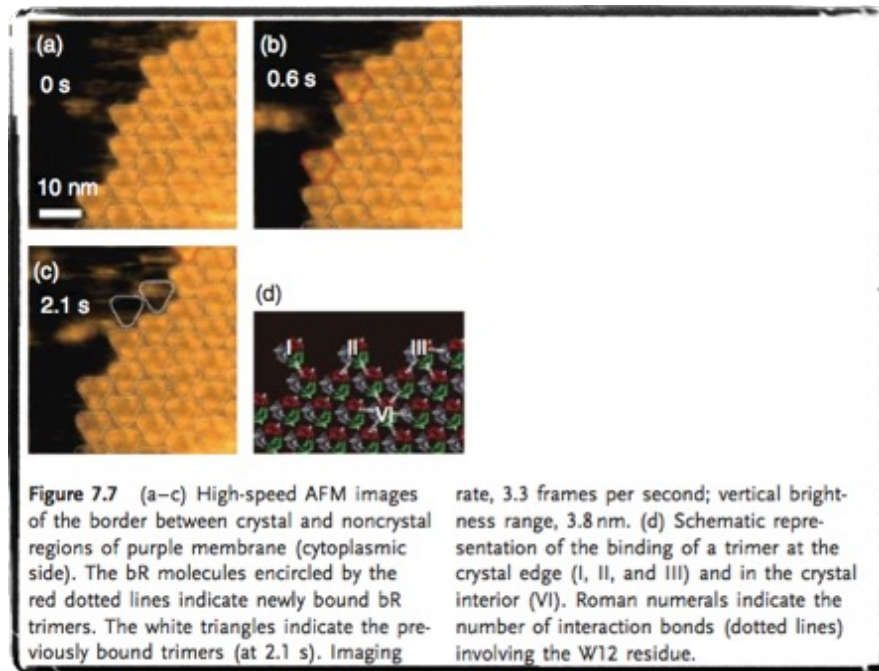 (a)
0 s
10 nm
(b)
0.6 s
(c)
2.1 s
(d)
I II III
VI
Figure 7.7 (a–c) High-speed AFM images
of the border between crystal and noncrystal
regions of purple membrane (cytoplasmic
side). The bR molecules encircled by the
red dotted lines indicate newly bound bR
trimers. The white triangles indicate the pre-
viously bound trimers (at 2.1 s). Imaging
rate, 3.3 frames per second; vertical bright-
ness range, 3.8 nm. (d) Schematic repre-
sentation of the binding of a trimer at the
crystal edge (I, II, and III) and in the crystal
interior (VI). Roman numerals indicate the
number of interaction bonds (dotted lines)
involving the W12 residue.